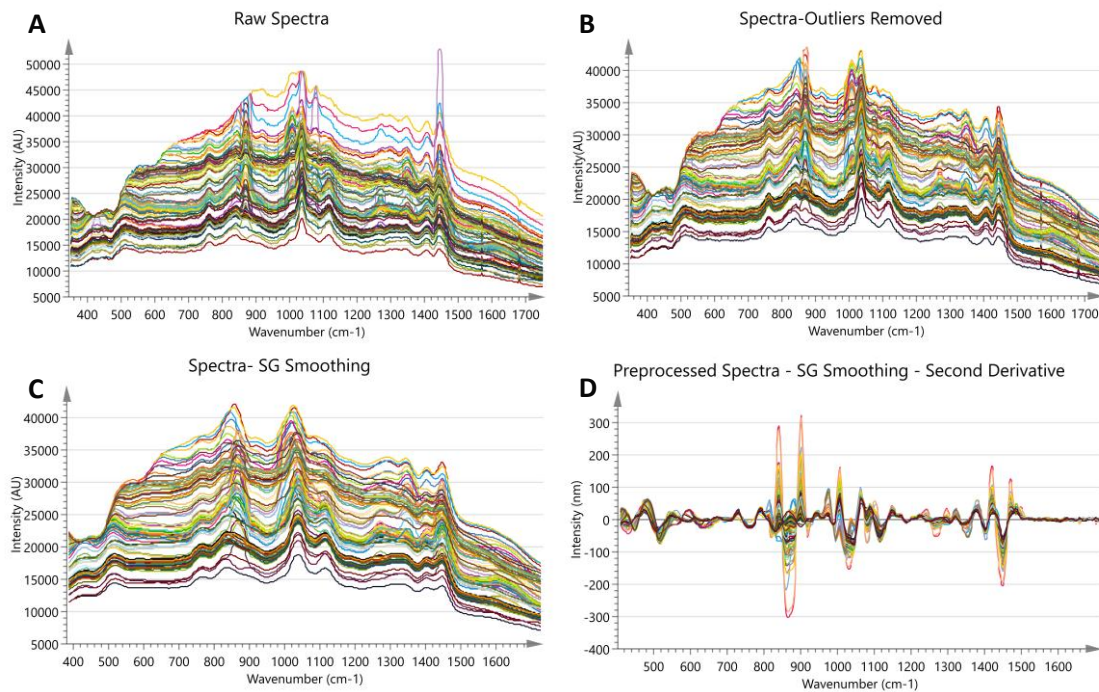 A
Raw Spectra
50000
45000
40000
35000
30000
25000
20000
15000
10000
5000
Intensity (AU)
400 500 600 700 800 900 1000 1100 1200 1300 1400 1500 1600 1700
Wavenumber (cm-1)
B
Spectra-Outliers Removed
40000
35000
30000
25000
20000
15000
10000
5000
Intensity(AU)
400 500 600 700 800 900 1000 1100 1200 1300 1400 1500 1600 1700
Wavenumber (cm-1)
C
Spectra- SG Smoothing
40000
35000
30000
25000
20000
15000
10000
5000
Intensity (AU)
400 500 600 700 800 900 1000 1100 1200 1300 1400 1500 1600
Wavenumber (cm-1)
D
Preprocessed Spectra - SG Smoothing - Second Derivative
300
200
100
0
-100
-200
-300
-400
Intensity (nm)
500 600 700 800 900 1000 1100 1200 1300 1400 1500 1600
Wavenumber (cm-1)